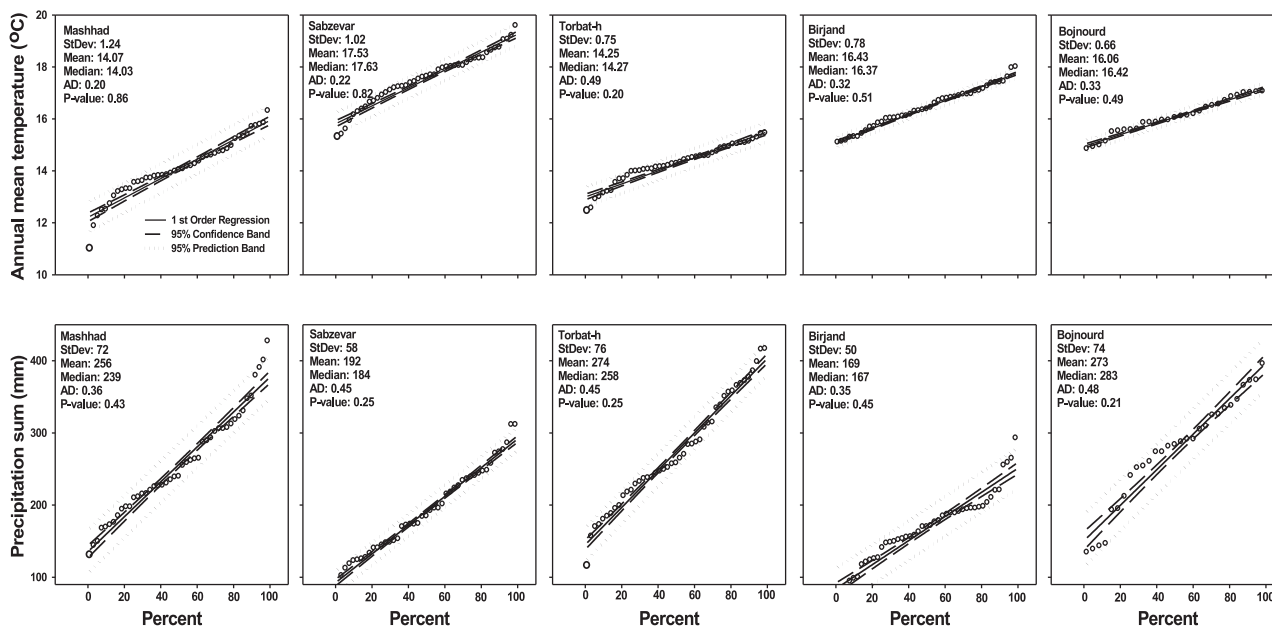 Annual mean temperature (ºC)
20
18
16
14
12
10
Mashhad
StDev: 1.24
Mean: 14.07
Median: 14.03
AD: 0.20
P-value: 0.86
1 st Order Regression
95% Confidence Band
95% Prediction Band
Sabzevar
StDev: 1.02
Mean: 17.53
Median: 17.63
AD: 0.22
P-value: 0.82
Torbat-h
StDev: 0.75
Mean: 14.25
Median: 14.27
AD: 0.49
P-value: 0.20
Birjand
StDev: 0.78
Mean: 16.43
Median: 16.37
AD: 0.32
P-value: 0.51
Bojnourd
StDev: 0.66
Mean: 16.06
Median: 16.42
AD: 0.33
P-value: 0.49
Precipitation sum (mm)
400
300
200
100
Mashhad
StDev: 72
Mean: 256
Median: 239
AD: 0.36
P-value: 0.43
Sabzevar
StDev: 58
Mean: 192
Median: 184
AD: 0.45
P-value: 0.25
Torbat-h
StDev: 76
Mean: 274
Median: 258
AD: 0.45
P-value: 0.25
Birjand
StDev: 50
Mean: 169
Median: 167
AD: 0.35
P-value: 0.45
Bojnourd
StDev: 74
Mean: 273
Median: 283
AD: 0.48
P-value: 0.21
0 20 40 60 80 100
0 20 40 60 80 100
0 20 40 60 80 100
0 20 40 60 80 100
0 20 40 60 80 100
Percent
Percent
Percent
Percent
Percent